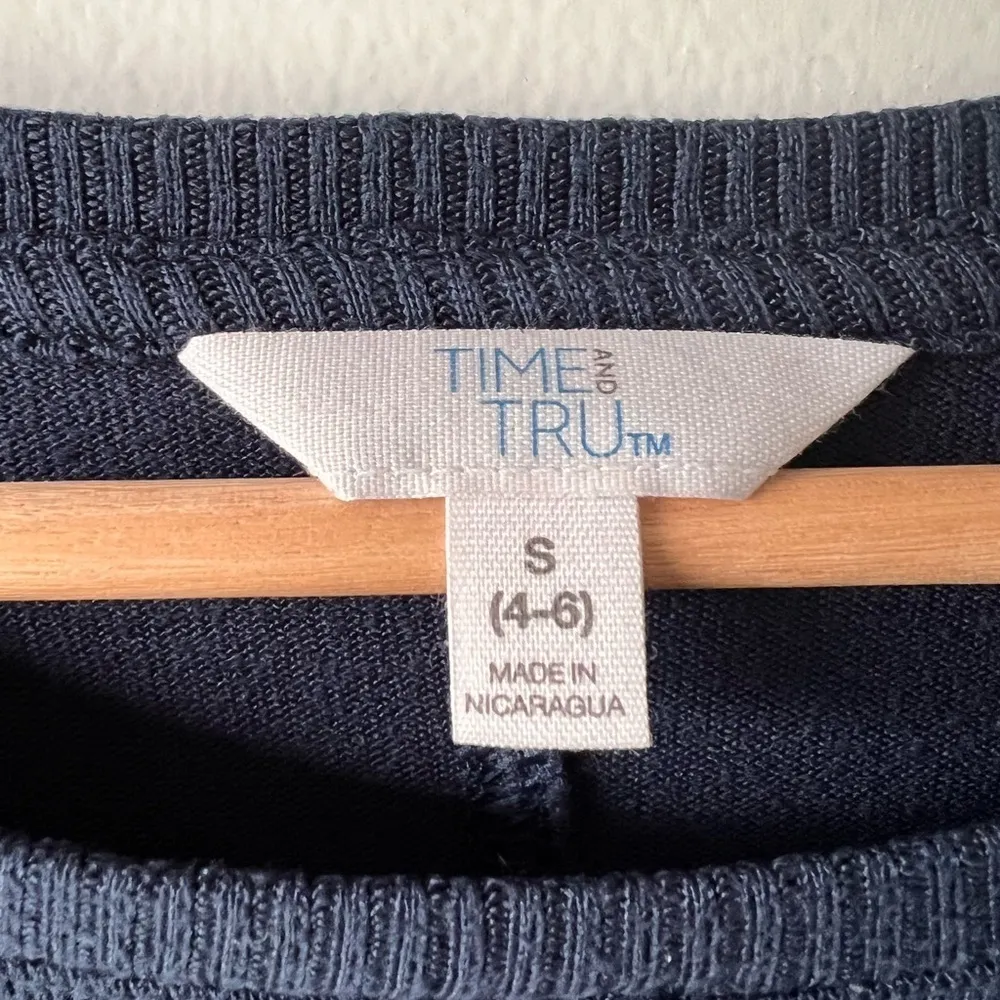 TIME AND
TRU™
S
(4-6)
MADE IN
NICARAGUA